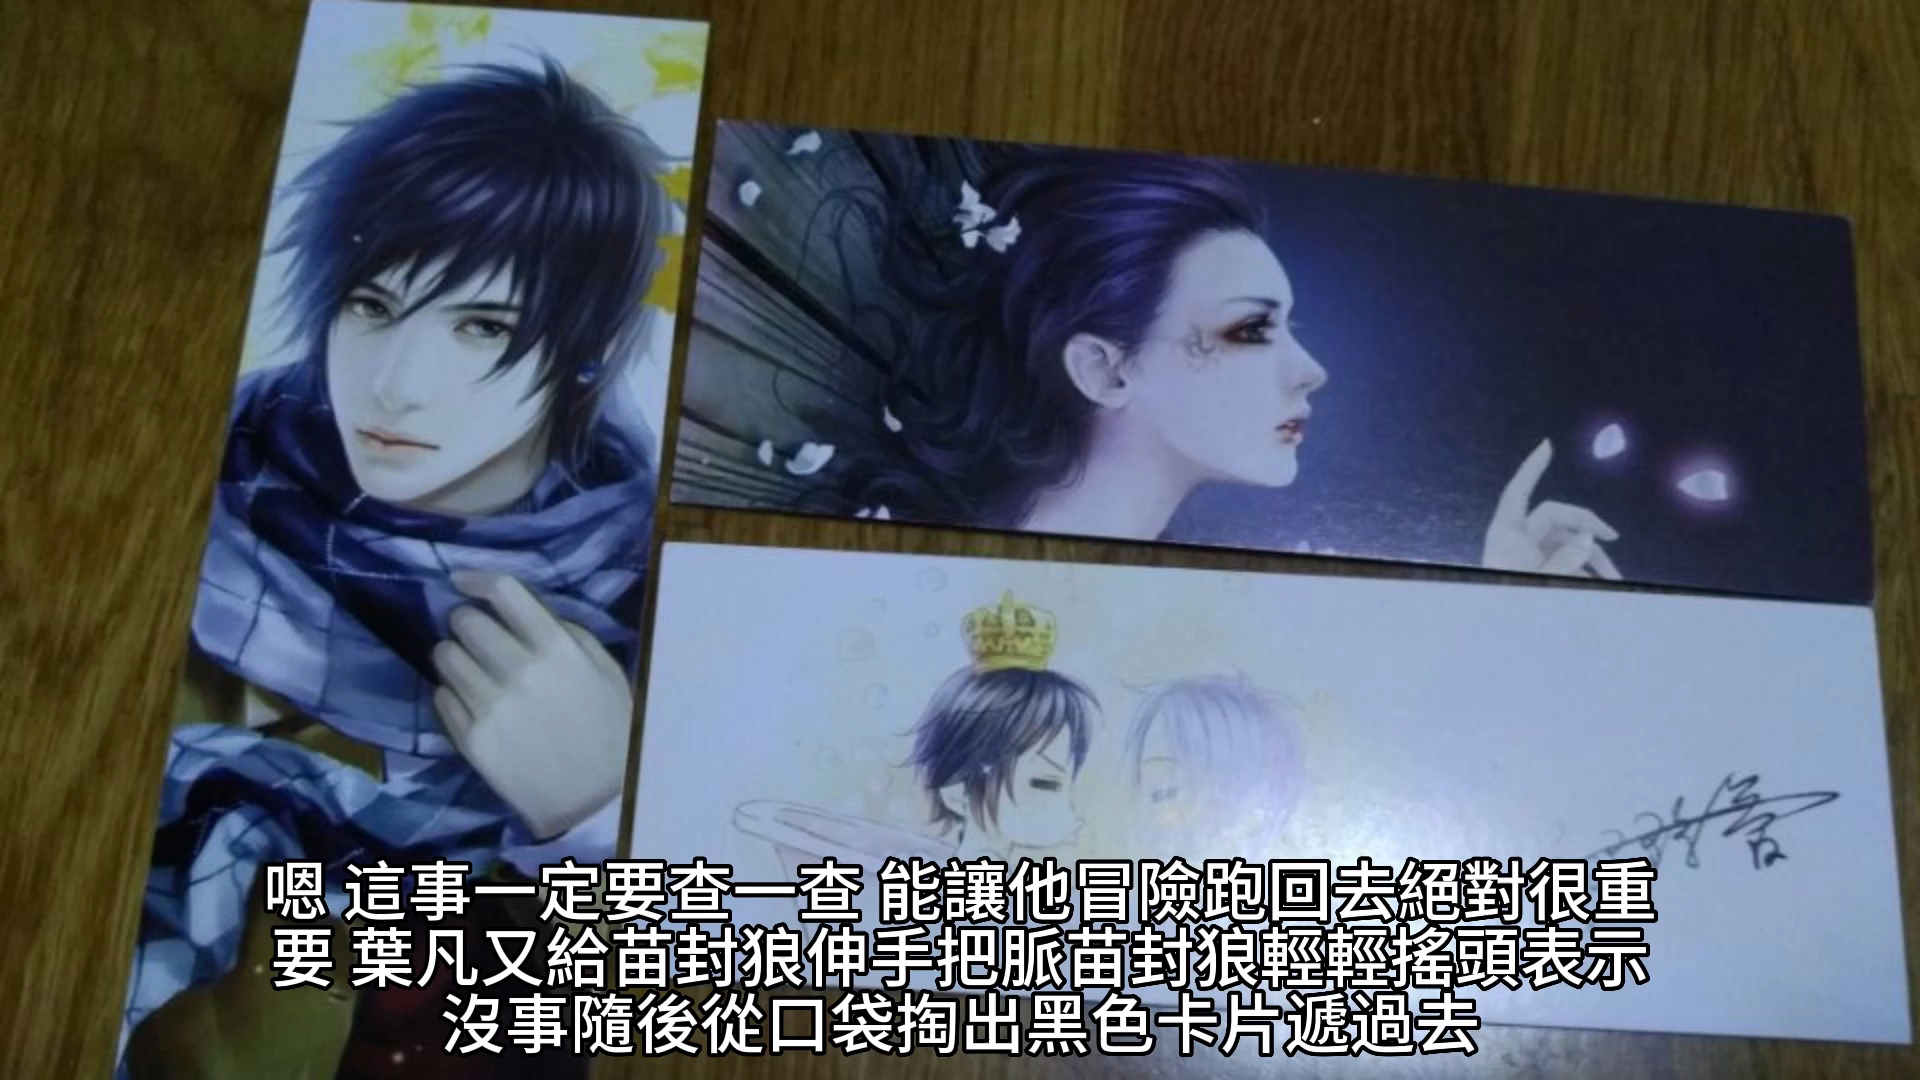 嗯 這事一定要查一查 能讓他冒險跑回去絕對很重
要 葉凡又給苗封狼伸手把脈苗封狼輕輕搖頭表示
沒事隨後從口袋掏出黑色卡片遞過去